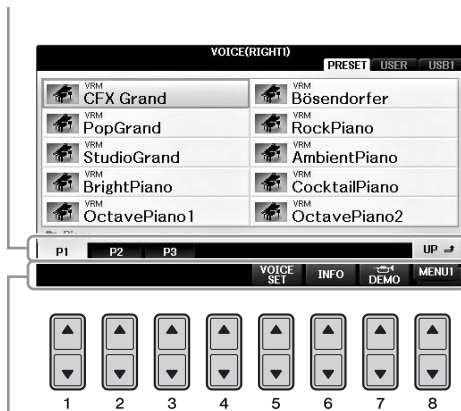 VOICE(RIGHT1)
PRESET USER USB1
VRM CFX Grand
VRM Bösendorfer
VRM PopGrand
VRM RockPiano
VRM StudioGrand
VRM AmbientPiano
VRM BrightPiano
VRM CocktailPiano
VRM OctavePiano1
VRM OctavePiano2
P1 P2 P3 UP
VOICE SET INFO DEMO MENU1
1 2 3 4 5 6 7 8